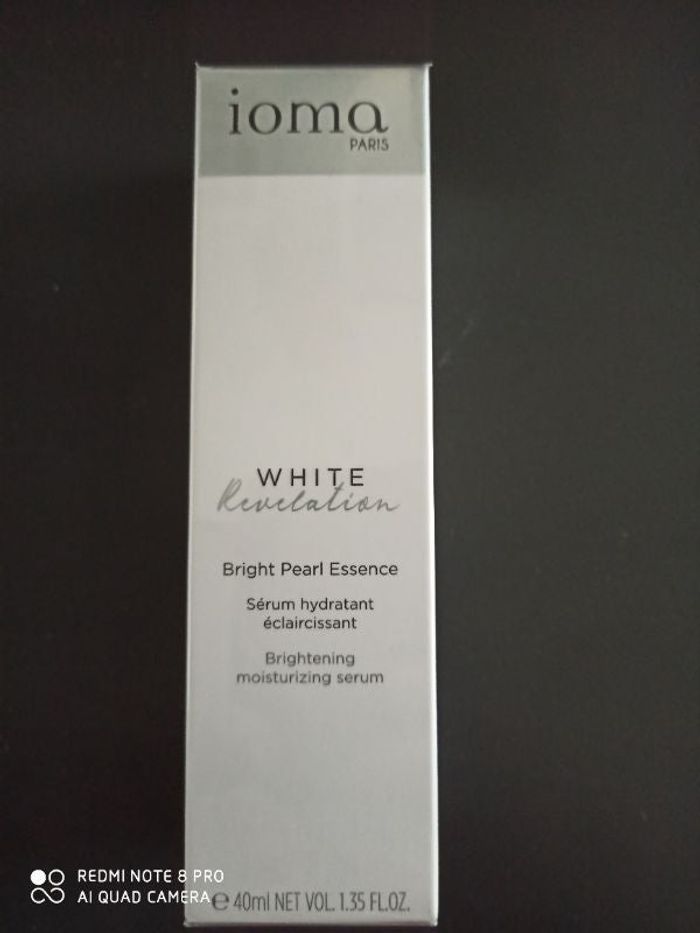 ioma
PARIS
WHITE
Revelation
Bright Pearl Essence
Sérum hydratant
éclaircissant
Brightening
moisturizing serum
REDMI NOTE 8 PRO
AI QUAD CAMERA
℮ 40ml NET VOL. 1.35 FL.OZ.